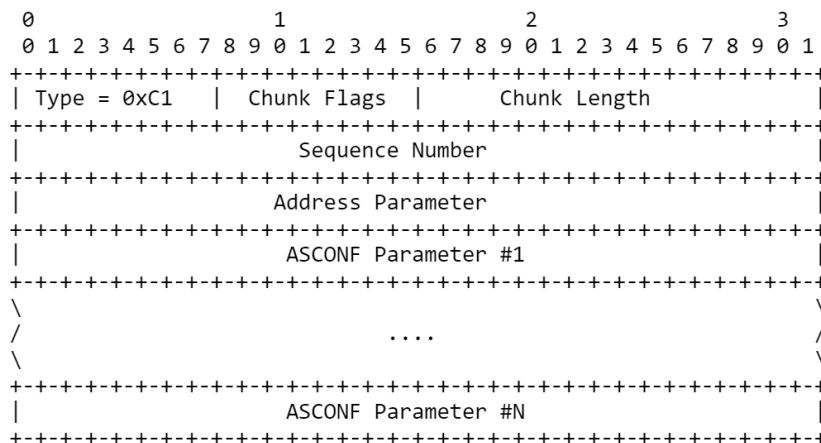 0                   1                   2                   3
 0 1 2 3 4 5 6 7 8 9 0 1 2 3 4 5 6 7 8 9 0 1 2 3 4 5 6 7 8 9 0 1
+-+-+-+-+-+-+-+-+-+-+-+-+-+-+-+-+-+-+-+-+-+-+-+-+-+-+-+-+-+-+-+-+
| Type = 0xC1   |  Chunk Flags  |      Chunk Length             |
+-+-+-+-+-+-+-+-+-+-+-+-+-+-+-+-+-+-+-+-+-+-+-+-+-+-+-+-+-+-+-+-+
|                      Sequence Number                          |
+-+-+-+-+-+-+-+-+-+-+-+-+-+-+-+-+-+-+-+-+-+-+-+-+-+-+-+-+-+-+-+-+
|                    Address Parameter                          |
+-+-+-+-+-+-+-+-+-+-+-+-+-+-+-+-+-+-+-+-+-+-+-+-+-+-+-+-+-+-+-+-+
|                     ASCONF Parameter #1                       |
+-+-+-+-+-+-+-+-+-+-+-+-+-+-+-+-+-+-+-+-+-+-+-+-+-+-+-+-+-+-+-+-+
\                                                               \
/                             ....                              /
\                                                               \
+-+-+-+-+-+-+-+-+-+-+-+-+-+-+-+-+-+-+-+-+-+-+-+-+-+-+-+-+-+-+-+-+
|                     ASCONF Parameter #N                       |
+-+-+-+-+-+-+-+-+-+-+-+-+-+-+-+-+-+-+-+-+-+-+-+-+-+-+-+-+-+-+-+-+